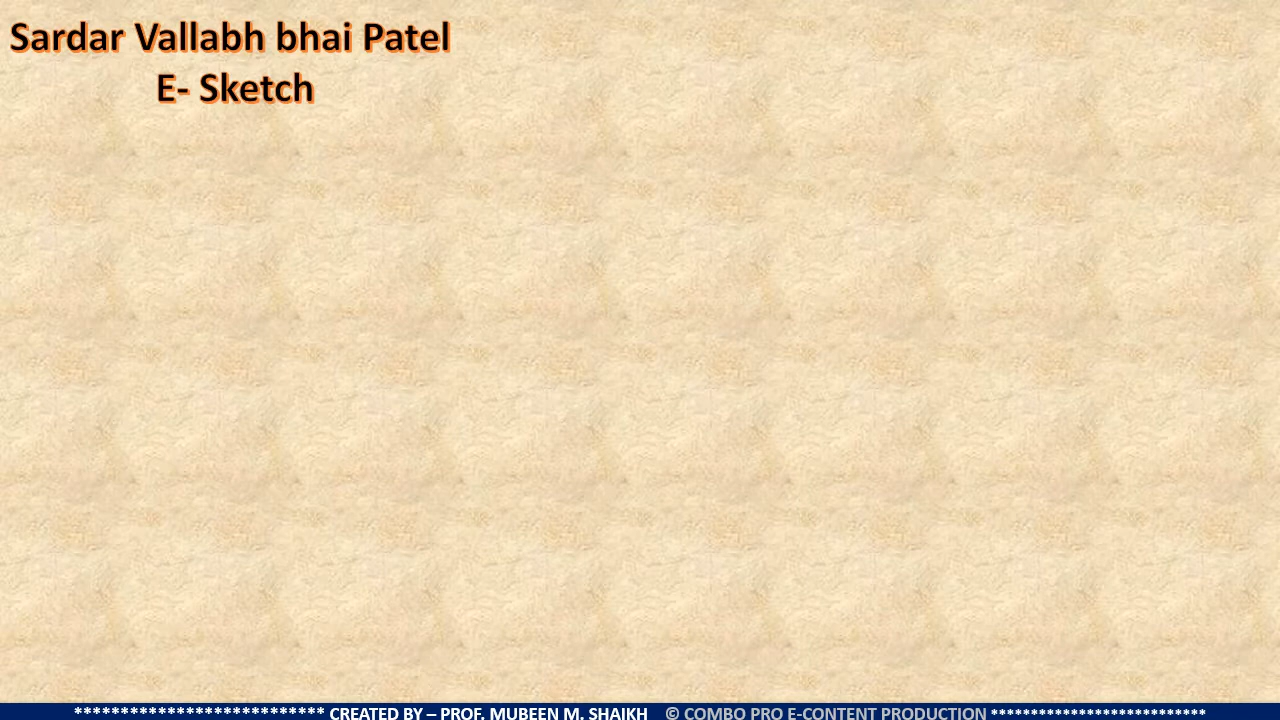 Sardar Vallabh bhai Patel
E- Sketch
*************************** CREATED BY – PROF. MUBEEN M. SHAIKH © COMBO PRO E-CONTENT PRODUCTION **************************